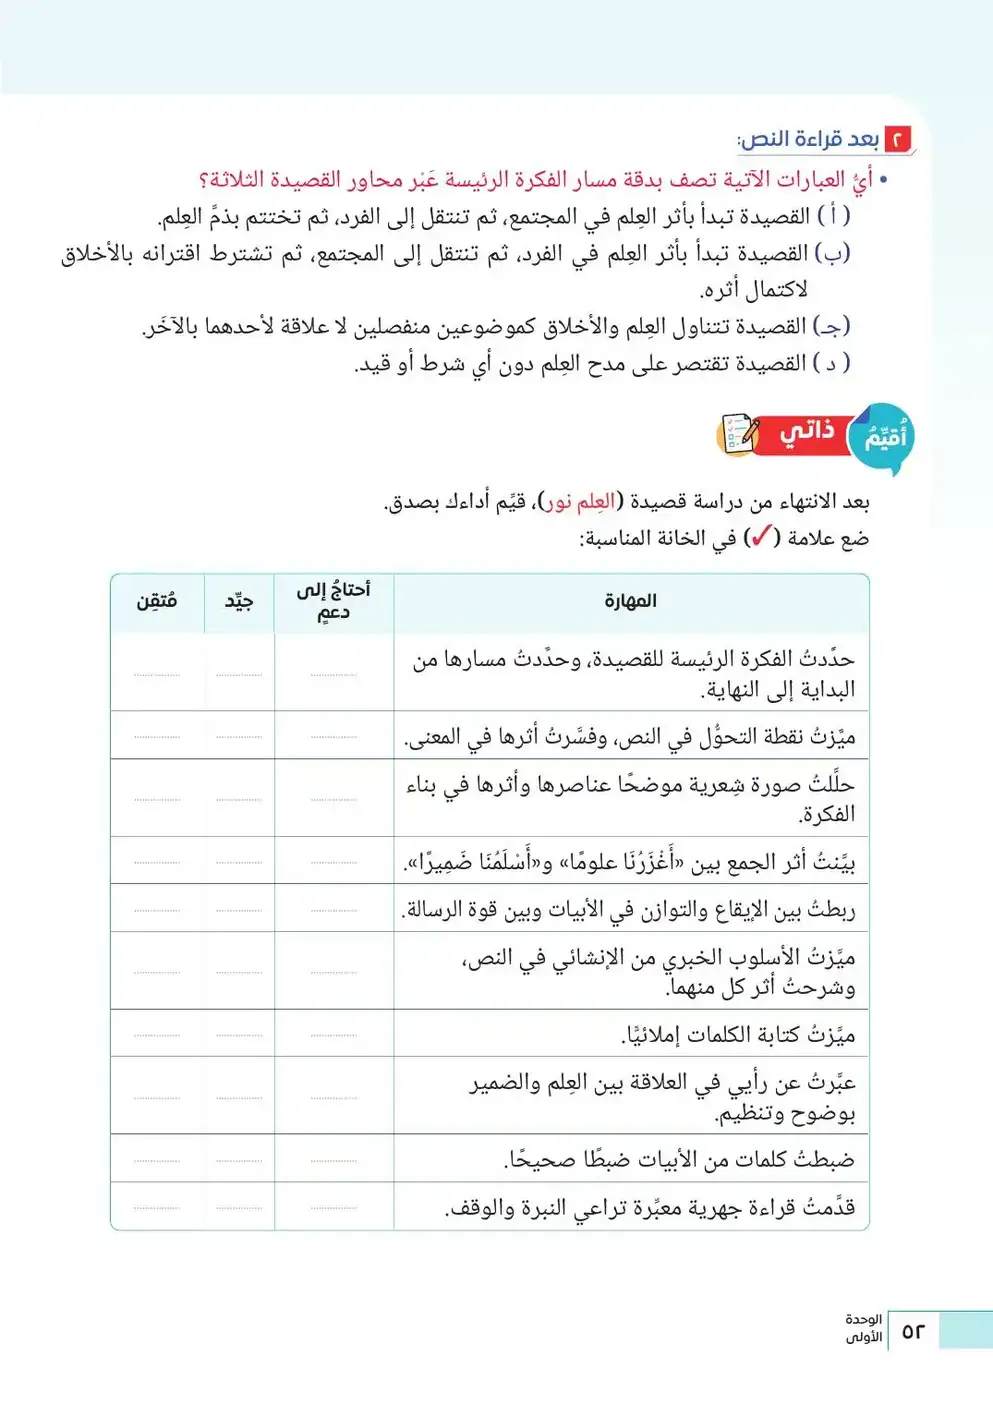 ٢ بعد قراءة النص:
• أيُّ العبارات الآتية تصف بدقة مسار الفكرة الرئيسة عَبْر محاور القصيدة الثلاثة؟
( أ ) القصيدة تبدأ بأثر العِلم في المجتمع، ثم تنتقل إلى الفرد، ثم تختتم بذمِّ العِلم.
(ب) القصيدة تبدأ بأثر العِلم في الفرد، ثم تنتقل إلى المجتمع، ثم تشترط اقترانه بالأخلاق
لاكتمال أثره.
(جـ) القصيدة تتناول العِلم والأخلاق كموضوعين منفصلين لا علاقة لأحدهما بالآخَر.
( د ) القصيدة تقتصر على مدح العِلم دون أي شرط أو قيد.
أُقيِّمُ ذاتي
بعد الانتهاء من دراسة قصيدة (العِلم نور)، قيِّم أداءك بصدق.
ضع علامة (✓) في الخانة المناسبة:
المهارة
أحتاجُ إلى
دعمٍ
جيِّد
مُتقِن
حدَّدتُ الفكرة الرئيسة للقصيدة، وحدَّدتُ مسارها من
البداية إلى النهاية.
ميَّزتُ نقطة التحوُّل في النص، وفسَّرتُ أثرها في المعنى.
حلَّلتُ صورة شِعرية موضحًا عناصرها وأثرها في بناء
الفكرة.
بيَّنتُ أثر الجمع بين «أَغْزَرُنَا علومًا» و«أَسْلَمُنَا ضَمِيرًا».
ربطتُ بين الإيقاع والتوازن في الأبيات وبين قوة الرسالة.
ميَّزتُ الأسلوب الخبري من الإنشائي في النص،
وشرحتُ أثر كل منهما.
ميَّزتُ كتابة الكلمات إملائيًّا.
عبَّرتُ عن رأيي في العلاقة بين العِلم والضمير
بوضوح وتنظيم.
ضبطتُ كلمات من الأبيات ضبطًا صحيحًا.
قدَّمتُ قراءة جهرية معبَّرة تراعي النبرة والوقف.
٥٢
الوحدة
الأولى